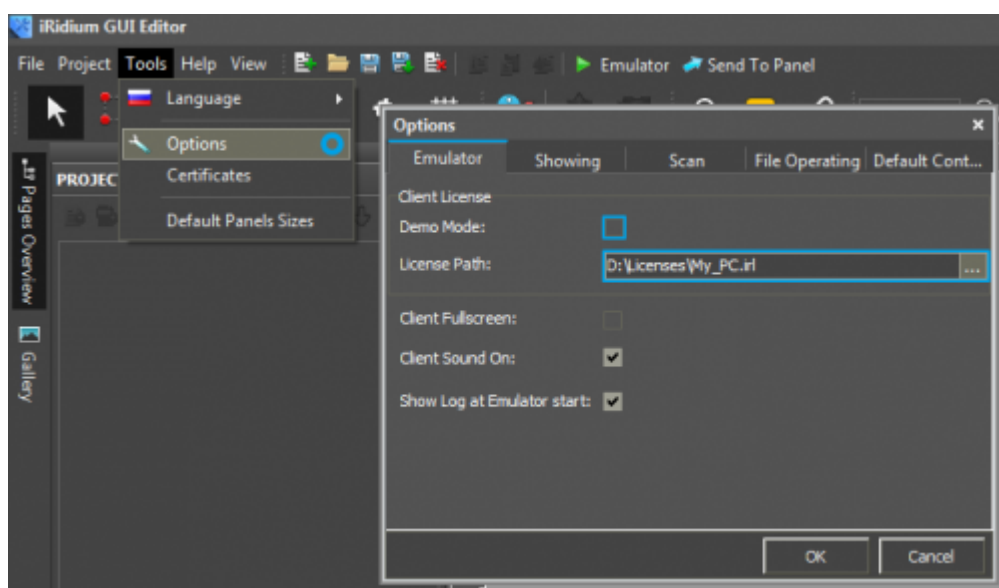 iRidium GUI Editor
File Project Tools Help View Emulator Send To Panel
Language
Options
Certificates
Default Panels Sizes
PROJEC
Pages Overview
Gallery
Options
Emulator Showing Scan File Operating Default Cont...
Client License
Demo Mode:
License Path: D:\Licenses\My_PC.irl ...
Client Fullscreen:
Client Sound On:
Show Log at Emulator start:
OK Cancel